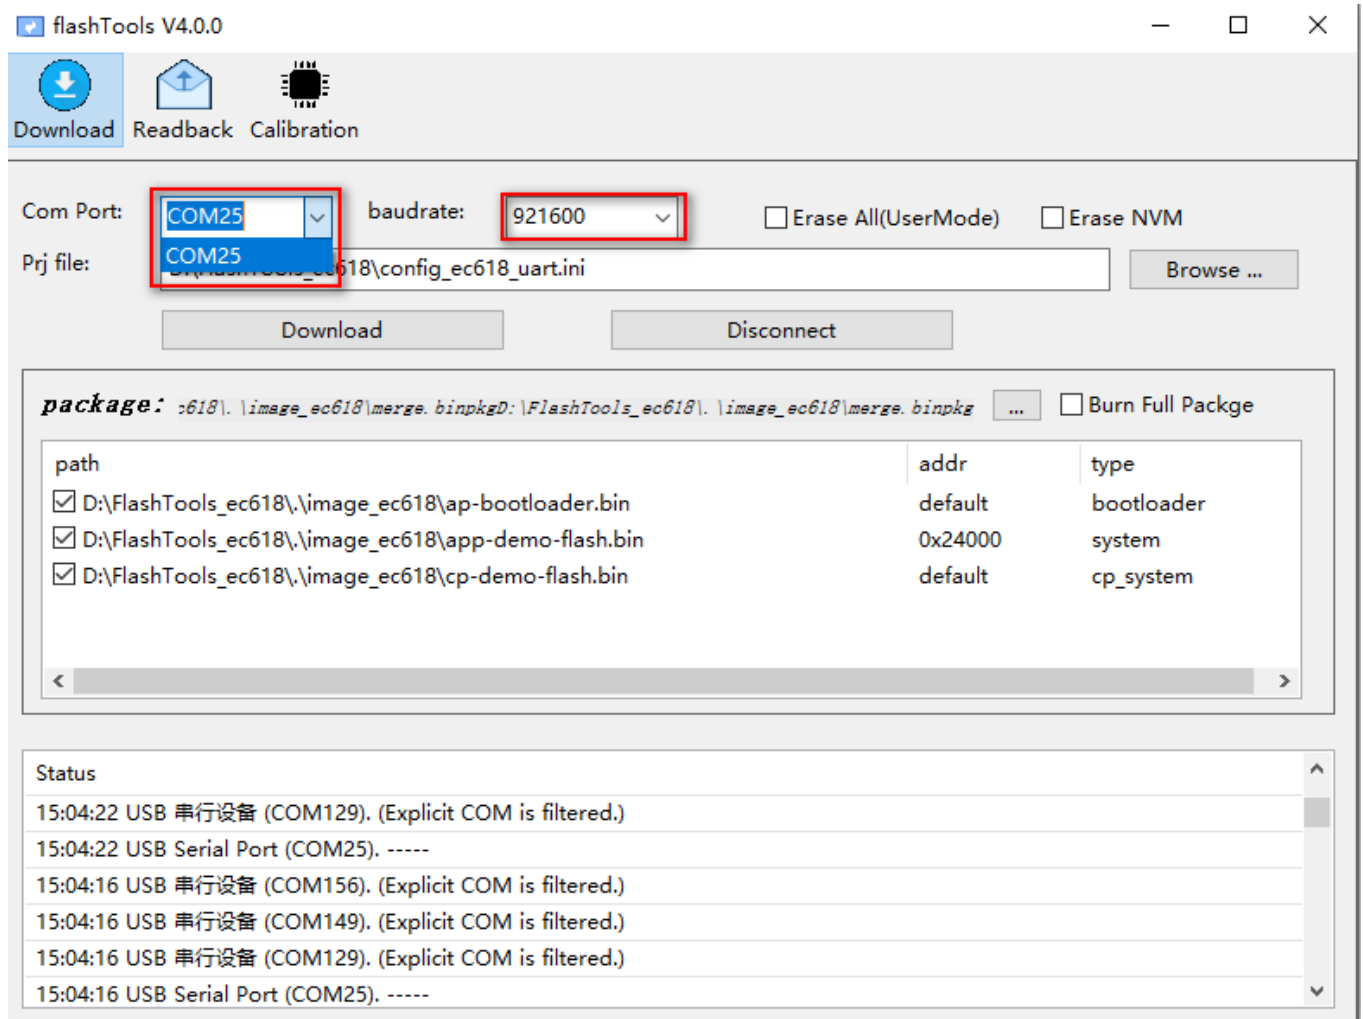 flashTools V4.0.0
Download Readback Calibration
Com Port: COM25 baudrate: 921600 Erase All(UserMode) Erase NVM
COM25
Prj file: ec618\config_ec618_uart.ini Browse ...
Download Disconnect
package: :618\.\image_ec618\merge.binpkgD:\FlashTools_ec618\.\image_ec618\merge.binpkg ... Burn Full Packge
path addr type
D:\FlashTools_ec618\.\image_ec618\ap-bootloader.bin default bootloader
D:\FlashTools_ec618\.\image_ec618\app-demo-flash.bin 0x24000 system
D:\FlashTools_ec618\.\image_ec618\cp-demo-flash.bin default cp_system
Status
15:04:22 USB 串行设备 (COM129). (Explicit COM is filtered.)
15:04:22 USB Serial Port (COM25). -----
15:04:16 USB 串行设备 (COM156). (Explicit COM is filtered.)
15:04:16 USB 串行设备 (COM149). (Explicit COM is filtered.)
15:04:16 USB 串行设备 (COM129). (Explicit COM is filtered.)
15:04:16 USB Serial Port (COM25). -----